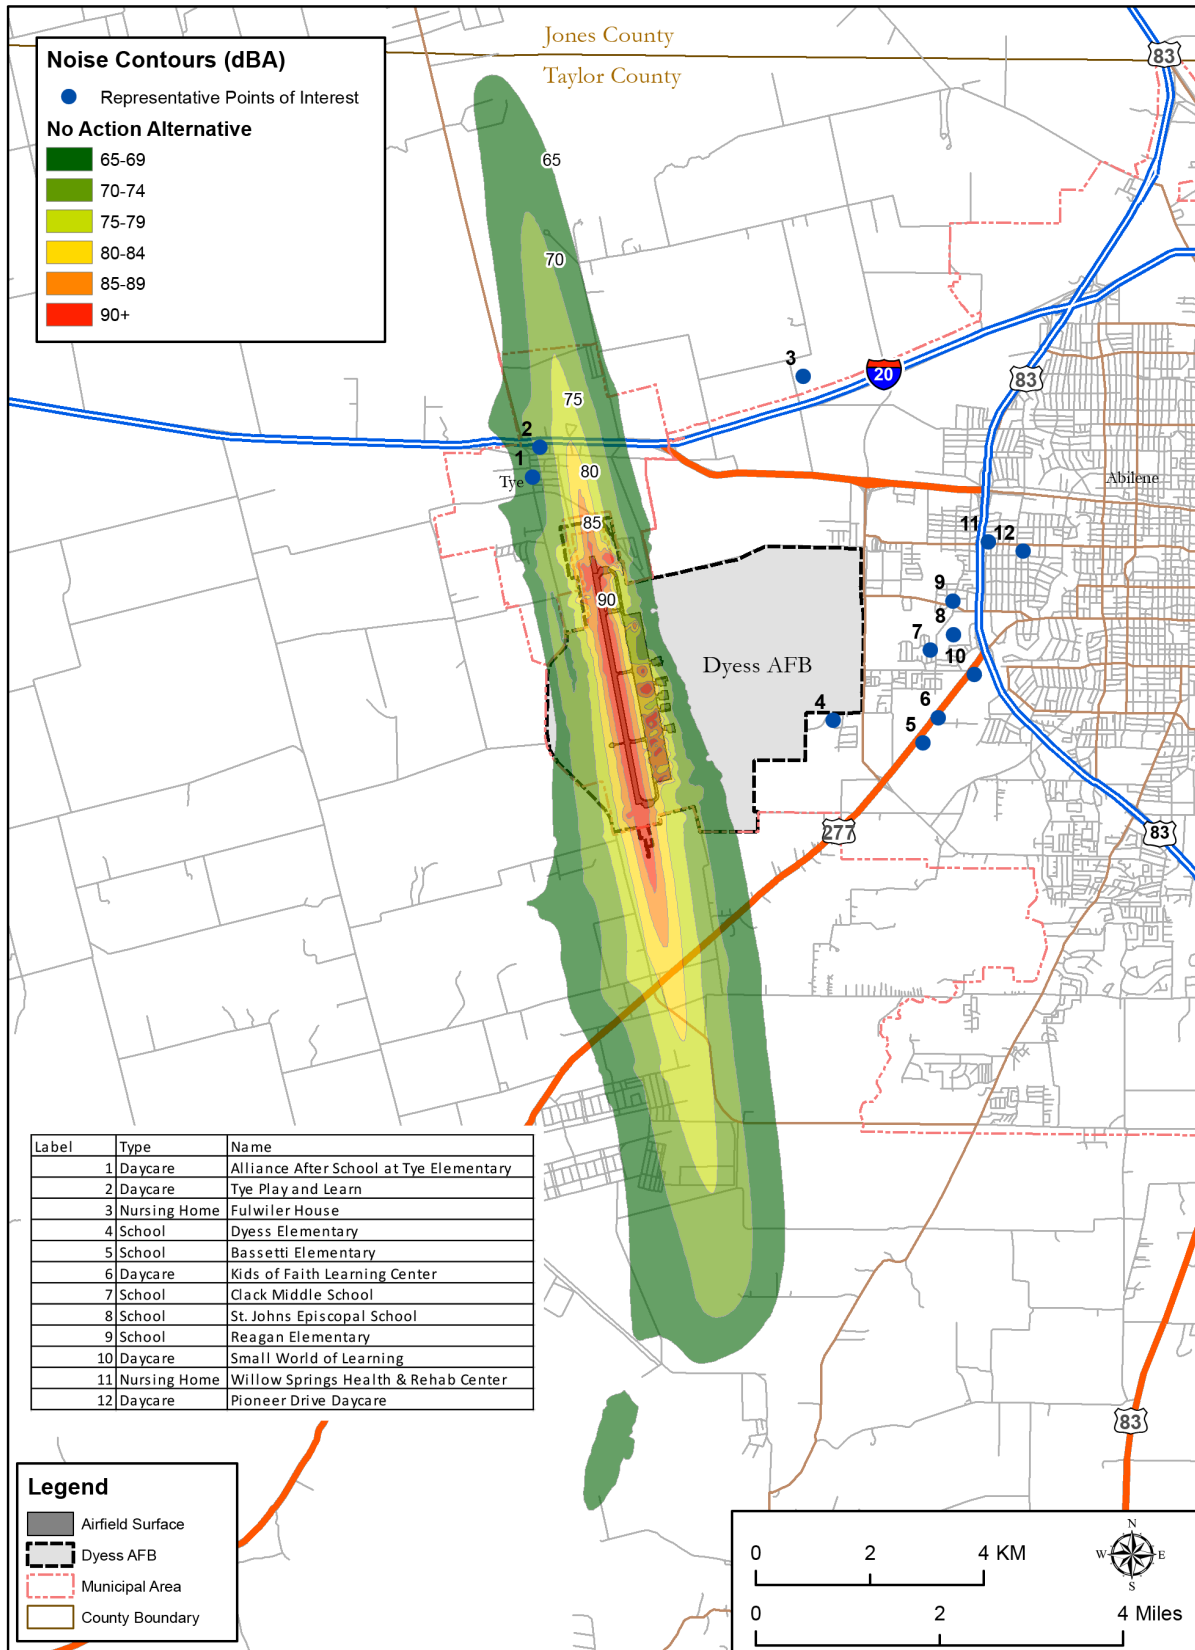 Jones County
Taylor County
Noise Contours (dBA)
Representative Points of Interest
No Action Alternative
65-69
70-74
75-79
80-84
85-89
90+
83
65
70
3
20
83
75
2
1
Tye
80
Abilene
85
11
12
90
9
8
7
10
Dyess AFB
4
6
5
277
83
Label Type Name
1 Daycare Alliance After School at Tye Elementary
2 Daycare Tye Play and Learn
3 Nursing Home Fulwiler House
4 School Dyess Elementary
5 School Bassetti Elementary
6 Daycare Kids of Faith Learning Center
7 School Clack Middle School
8 School St. Johns Episcopal School
9 School Reagan Elementary
10 Daycare Small World of Learning
11 Nursing Home Willow Springs Health & Rehab Center
12 Daycare Pioneer Drive Daycare
83
Legend
Airfield Surface
Dyess AFB
Municipal Area
County Boundary
N
W E
S
0 2 4 KM
0 2 4 Miles